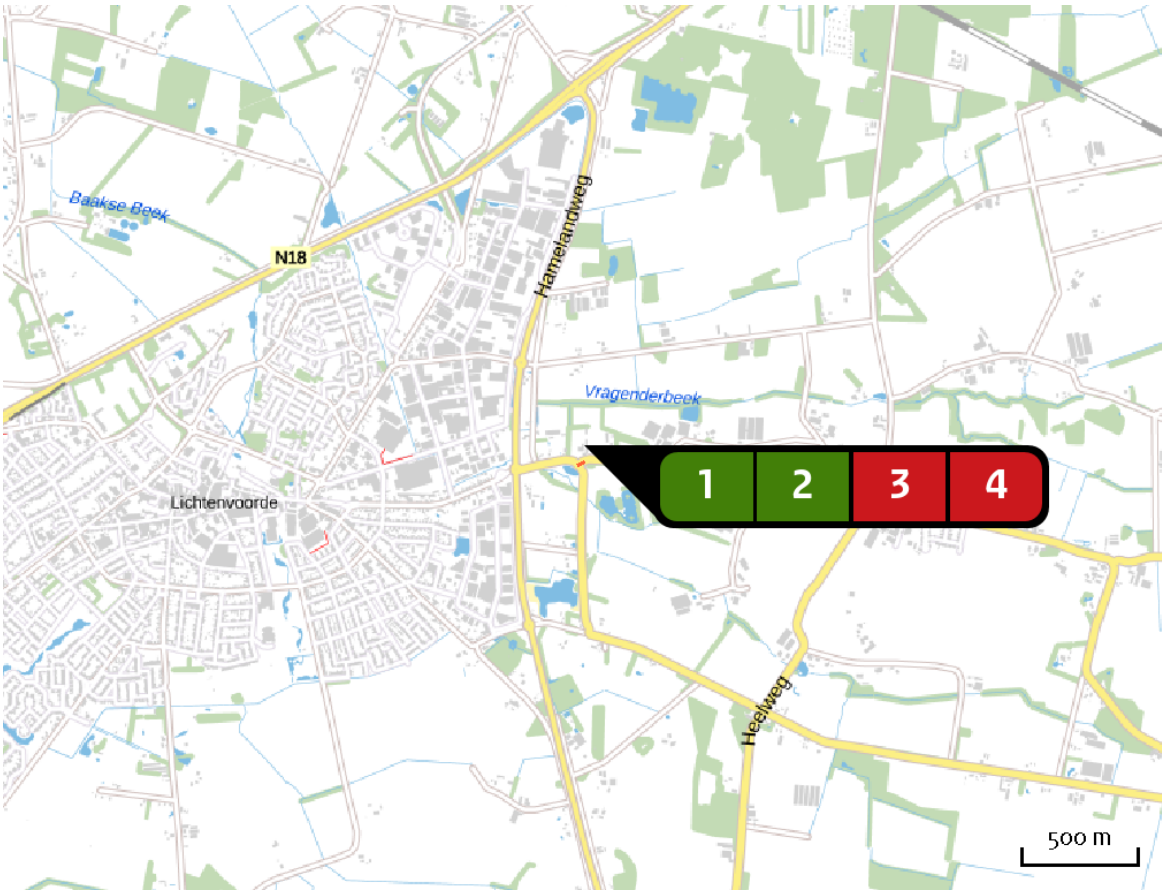 Baakse Beek
Hamelandweg
N18
Vragenderbeek
1 2 3 4
Lichtenvoorde
Heelweg
500 m